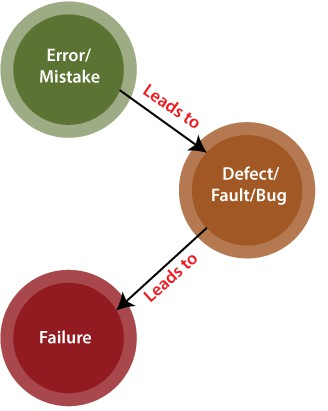 Error/
Mistake
Leads to
Defect/
Fault/Bug
Leads to
Failure